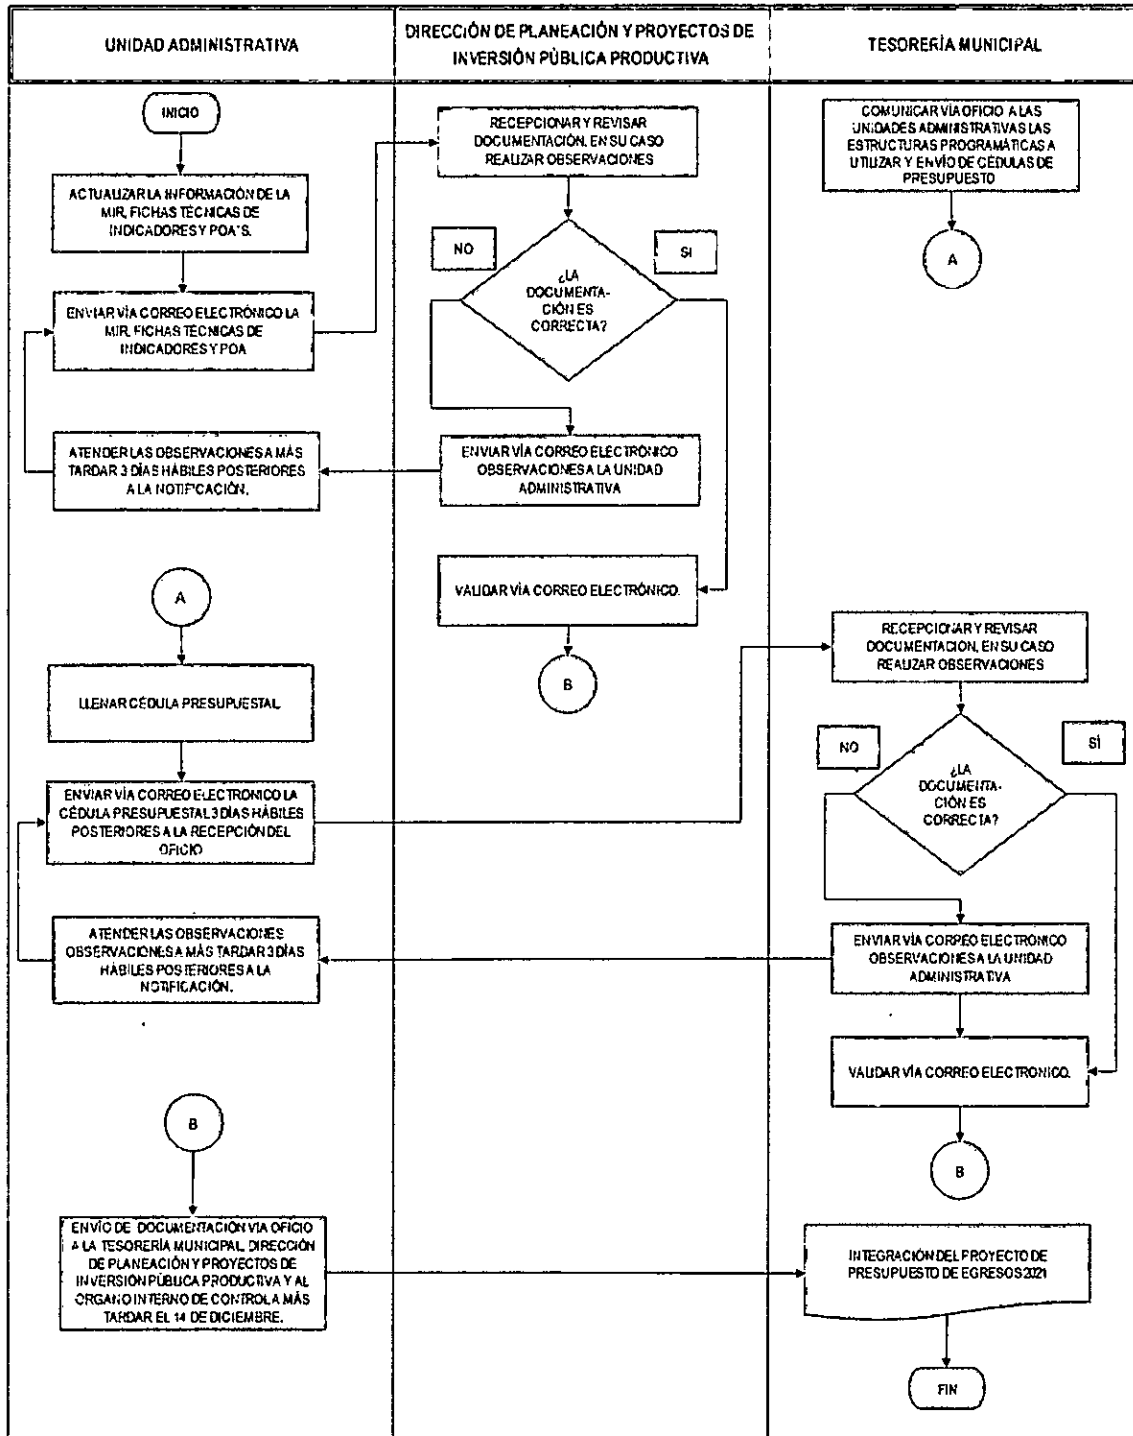 UNIDAD ADMINISTRATIVA
DIRECCIÓN DE PLANEACIÓN Y PROYECTOS DE
INVERSIÓN PÚBLICA PRODUCTIVA
TESORERÍA MUNICIPAL
INICIO
ACTUALIZAR LA INFORMACIÓN DE LA
MIR, FICHAS TÉCNICAS DE
INDICADORES Y POA'S.
ENVIAR VÍA CORREO ELECTRÓNICO LA
MIR, FICHAS TÉCNICAS DE
INDICADORES Y POA
ATENDER LAS OBSERVACIONES A MÁS
TARDAR 3 DÍAS HÁBILES POSTERIORES
A LA NOTIFICACIÓN.
RECEPCIONAR Y REVISAR
DOCUMENTACIÓN, EN SU CASO
REALIZAR OBSERVACIONES
NO
SI
¿LA
DOCUMENTA-
CIÓN ES
CORRECTA?
ENVIAR VÍA CORREO ELECTRÓNICO
OBSERVACIONES A LA UNIDAD
ADMINISTRATIVA
VALIDAR VÍA CORREO ELECTRÓNICO.
B
COMUNICAR VÍA OFICIO A LAS
UNIDADES ADMINISTRATIVAS LAS
ESTRUCTURAS PROGRAMÁTICAS A
UTILIZAR Y ENVÍO DE CÉDULAS DE
PRESUPUESTO
A
A
LLENAR CÉDULA PRESUPUESTAL
ENVIAR VÍA CORREO ELECTRONICO LA
CÉDULA PRESUPUESTAL 3 DÍAS HÁBILES
POSTERIORES A LA RECEPCIÓN DEL
OFICIO
ATENDER LAS OBSERVACIONES
OBSERVACIONES A MÁS TARDAR 3 DÍAS
HÁBILES POSTERIORES A LA
NOTIFICACIÓN.
RECEPCIONAR Y REVISAR
DOCUMENTACION, EN SU CASO
REALIZAR OBSERVACIONES
NO
SÍ
¿LA
DOCUMENTA-
CIÓN ES
CORRECTA?
ENVIAR VÍA CORREO ELECTRONICO
OBSERVACIONES A LA UNIDAD
ADMINISTRATIVA
VALIDAR VÍA CORREO ELECTRONICO.
B
B
ENVÍO DE DOCUMENTACIÓN VIA OFICIO
A LA TESORERÍA MUNICIPAL, DIRECCIÓN
DE PLANEACIÓN Y PROYECTOS DE
INVERSIÓN PÚBLICA PRODUCTIVA Y AL
ORGANO INTERNO DE CONTROL A MÁS
TARDAR EL 14 DE DICIEMBRE.
INTEGRACIÓN DEL PROYECTO DE
PRESUPUESTO DE EGRESOS 2021
FIN